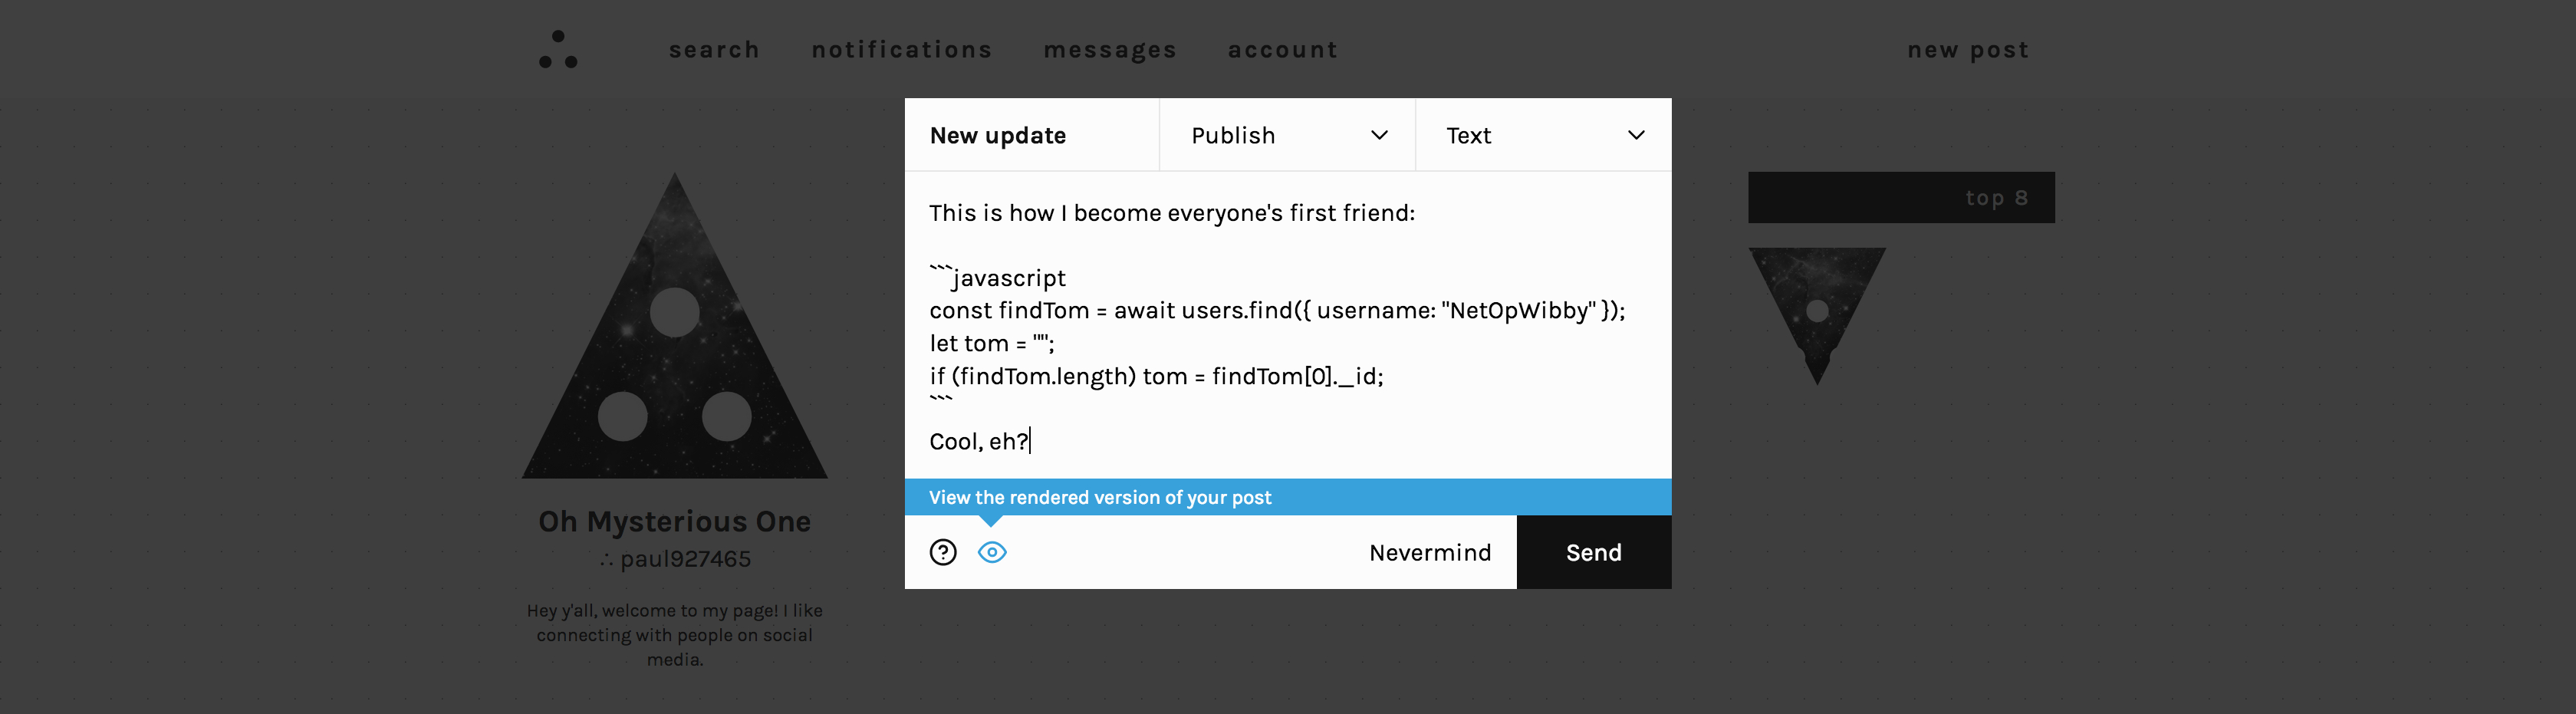 search notifications messages account new post
New update Publish Text
This is how I become everyone's first friend:
```javascript
const findTom = await users.find({ username: "NetOpWibby" });
let tom = "";
if (findTom.length) tom = findTom[0]._id;
```
Cool, eh?
View the rendered version of your post
Nevermind Send
Oh Mysterious One
∴ paul927465
Hey y'all, welcome to my page! I like
connecting with people on social
media.
top 8